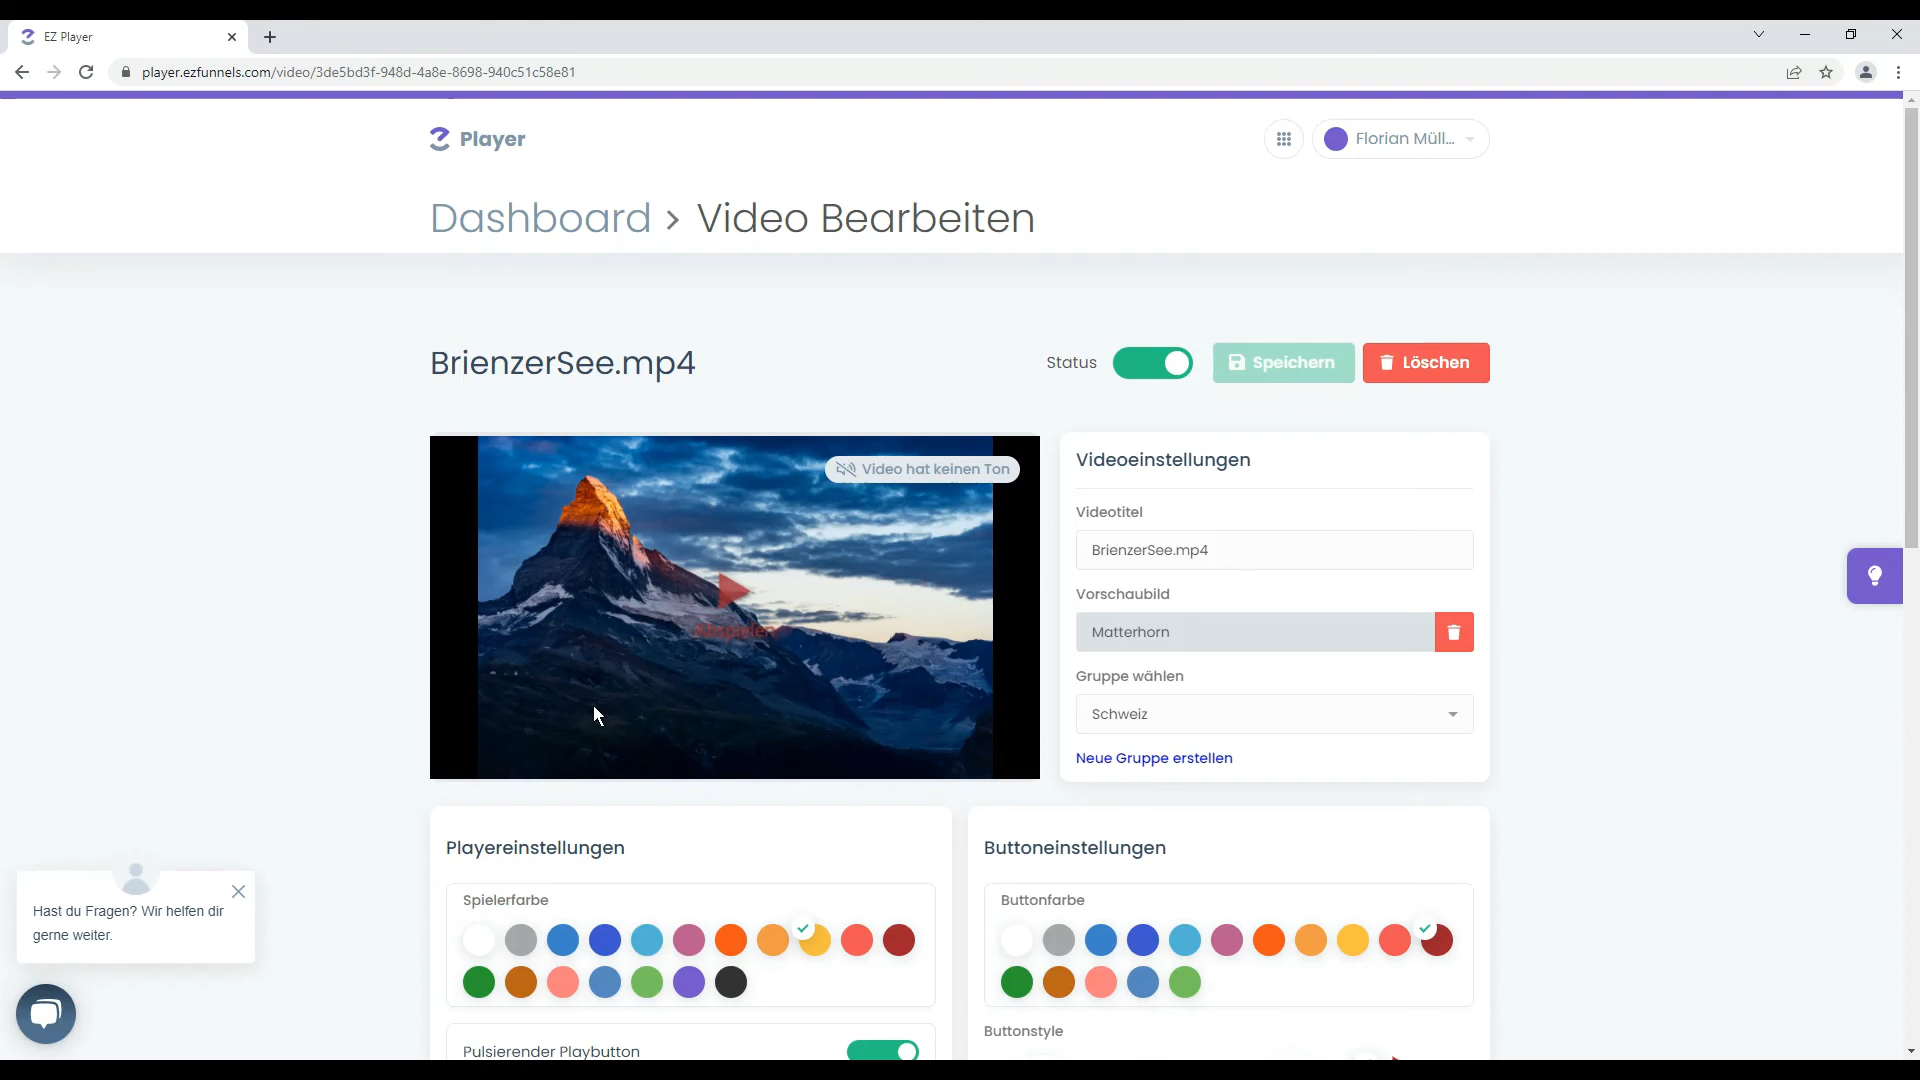 EZ Player
player.ezfunnels.com/video/3de5bd3f-948d-4a8e-8698-940c51c58e81
Player
Florian Müll...
Dashboard > Video Bearbeiten
BrienzerSee.mp4
Status
Speichern
Löschen
Video hat keinen Ton
Abspielen
Videoeinstellungen
Videotitel
BrienzerSee.mp4
Vorschaubild
Matterhorn
Gruppe wählen
Schweiz
Neue Gruppe erstellen
Playereinstellungen
Spielerfarbe
Pulsierender Playbutton
Buttoneinstellungen
Buttonfarbe
Buttonstyle
Hast du Fragen? Wir helfen dir
gerne weiter.